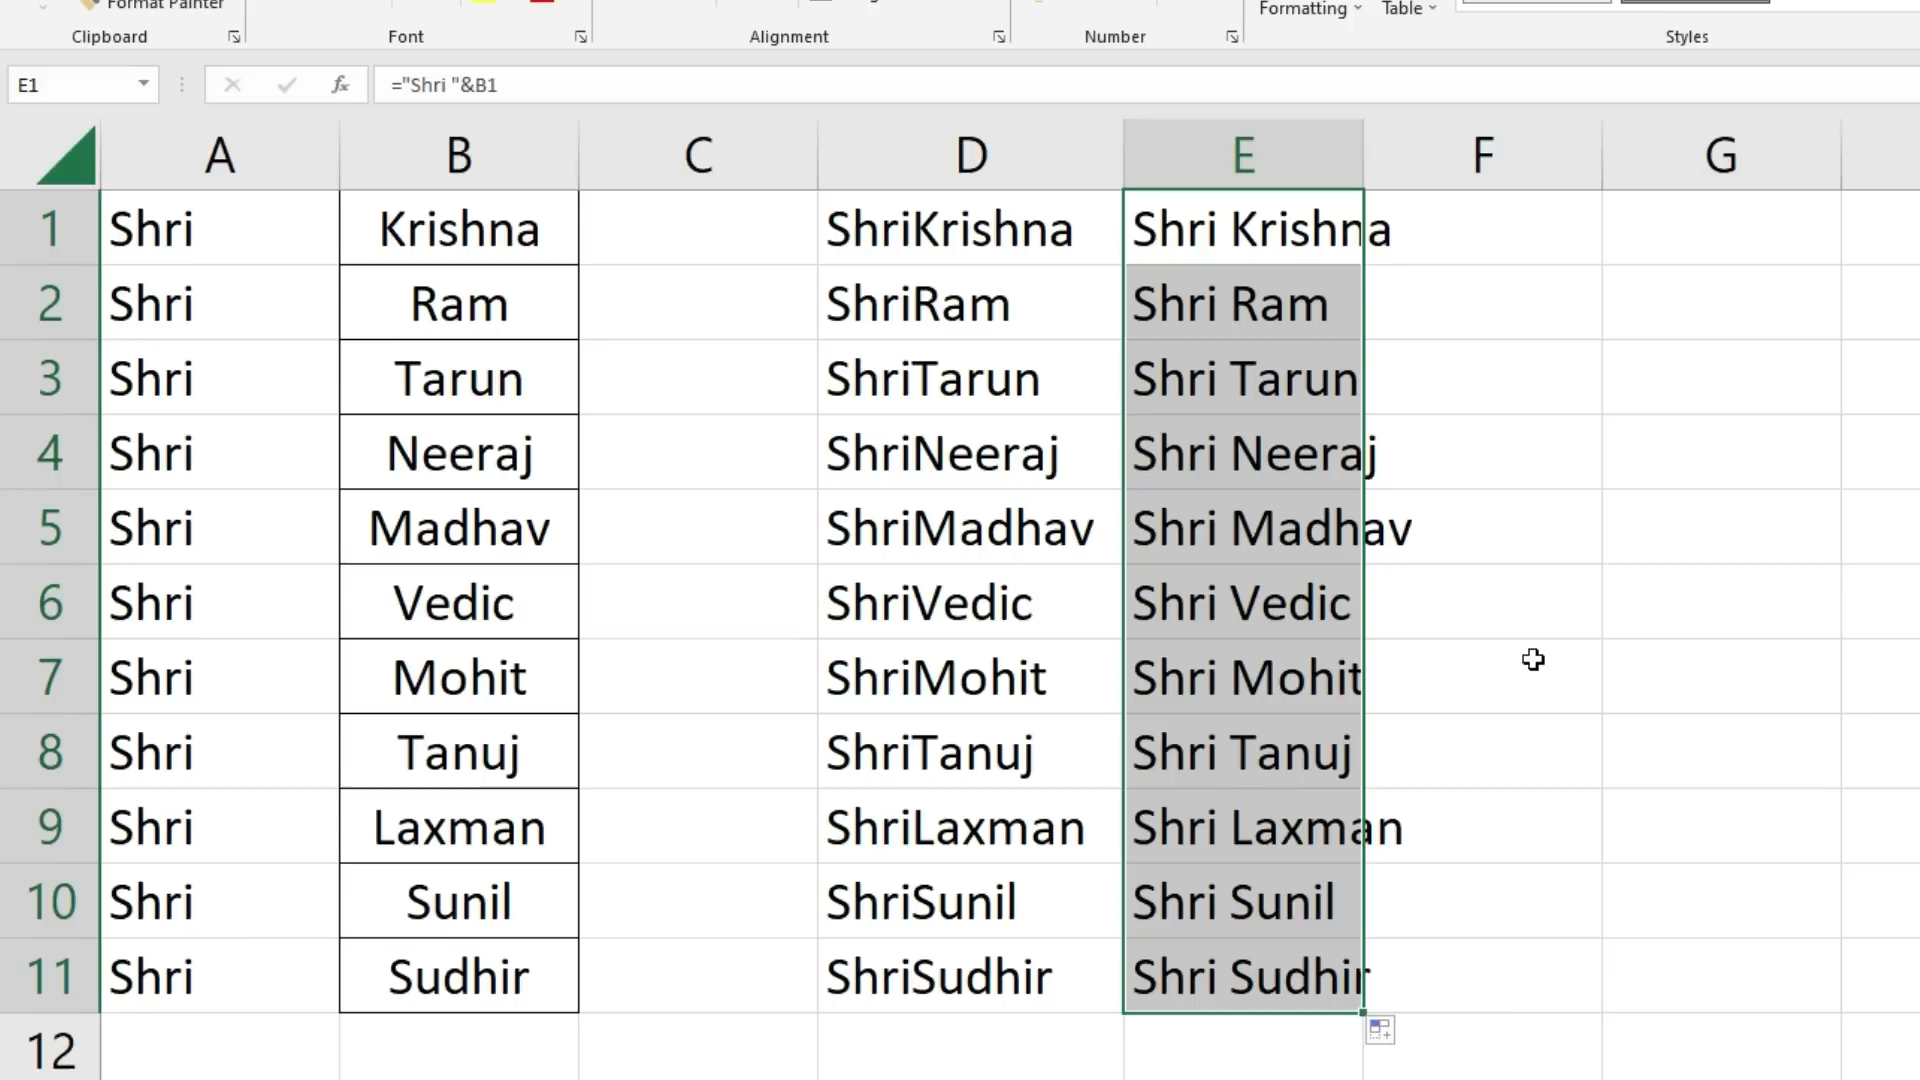 Format Painter
Formatting Table
Clipboard Font Alignment Number Styles
E1 fx ="Shri "&B1
A B C D E F G
1 Shri Krishna ShriKrishna Shri Krishna
2 Shri Ram ShriRam Shri Ram
3 Shri Tarun ShriTarun Shri Tarun
4 Shri Neeraj ShriNeeraj Shri Neeraj
5 Shri Madhav ShriMadhav Shri Madhav
6 Shri Vedic ShriVedic Shri Vedic
7 Shri Mohit ShriMohit Shri Mohit
8 Shri Tanuj ShriTanuj Shri Tanuj
9 Shri Laxman ShriLaxman Shri Laxman
10 Shri Sunil ShriSunil Shri Sunil
11 Shri Sudhir ShriSudhir Shri Sudhir
12